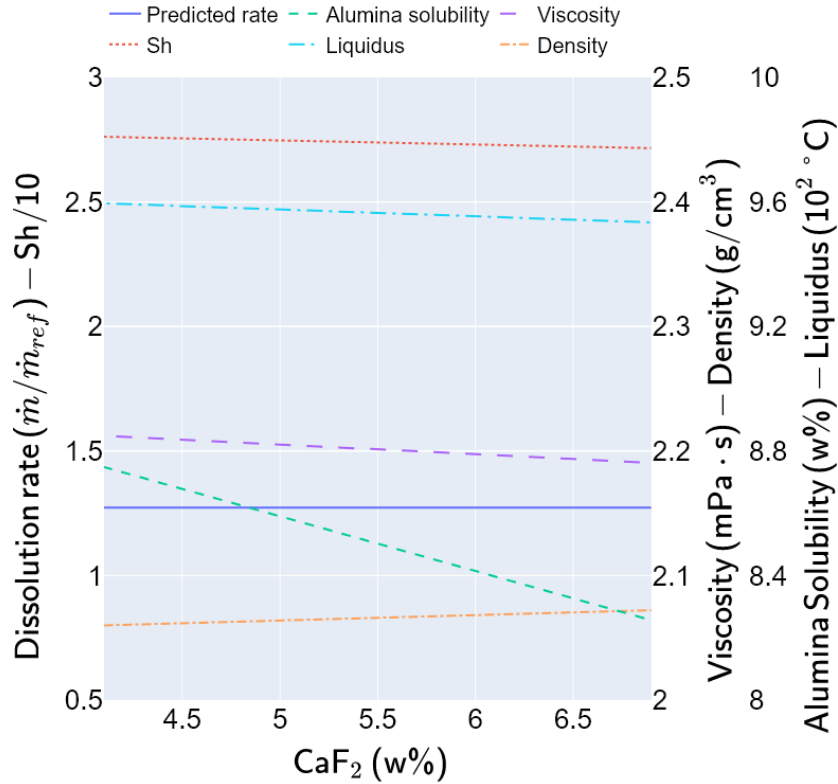 Predicted rate Alumina solubility Viscosity
Sh Liquidus Density
3 2.5 10
2.5 2.4 9.6
2 2.3 9.2
1.5 2.2 8.8
1 2.1 8.4
0.5 2 8
4.5 5 5.5 6 6.5
CaF₂ (w%)
Dissolution rate (ṁ/ṁ_ref) − Sh/10
Viscosity (mPa · s) − Density (g/cm³)
Alumina Solubility (w%) − Liquidus (10² °C)